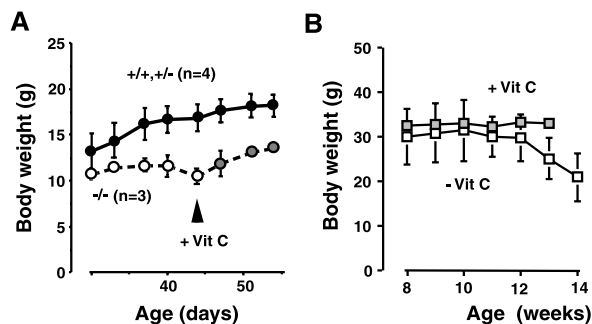 A
Body weight (g)
25
20
15
10
5
0
+/+,+/- (n=4)
-/- (n=3)
+ Vit C
40
50
Age (days)
B
Body weight (g)
50
40
30
20
10
0
+ Vit C
- Vit C
8
10
12
14
Age (weeks)